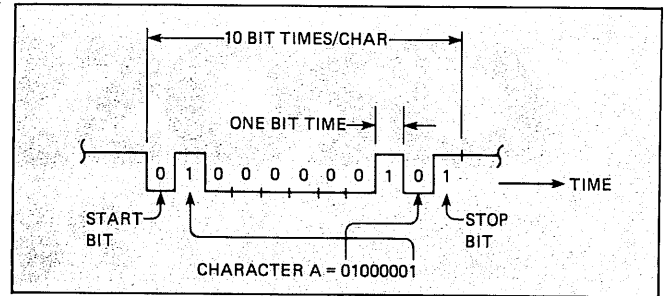 10 BIT TIMES/CHAR
ONE BIT TIME
0 1 0 0 0 0 0 0 1 0 1
TIME
START
BIT
STOP
BIT
CHARACTER A = 01000001